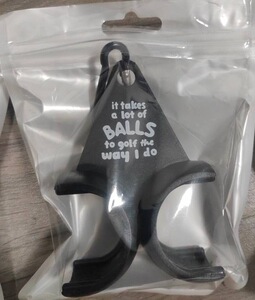 it takes
a lot of
BALLS
to golf the
way I do